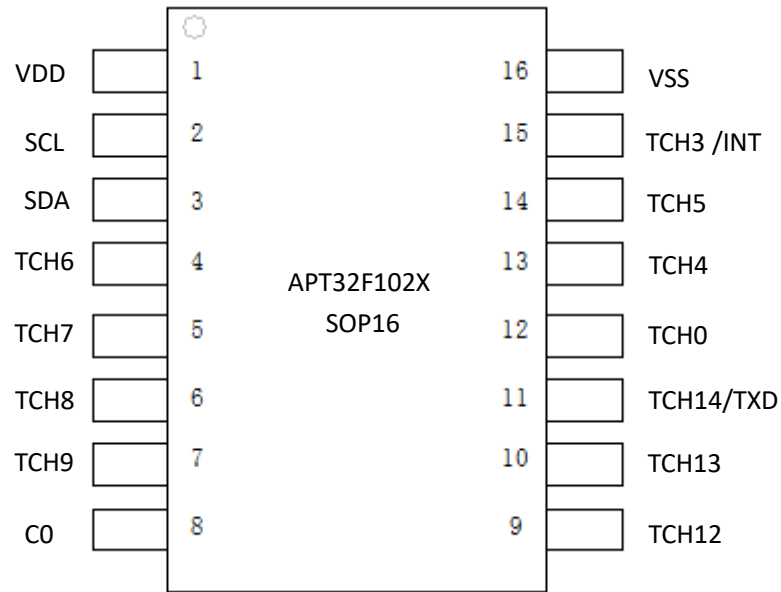 VDD 1 16 VSS
SCL 2 15 TCH3 /INT
SDA 3 14 TCH5
TCH6 4 13 TCH4
APT32F102X
SOP16
TCH7 5 12 TCH0
TCH8 6 11 TCH14/TXD
TCH9 7 10 TCH13
C0 8 9 TCH12